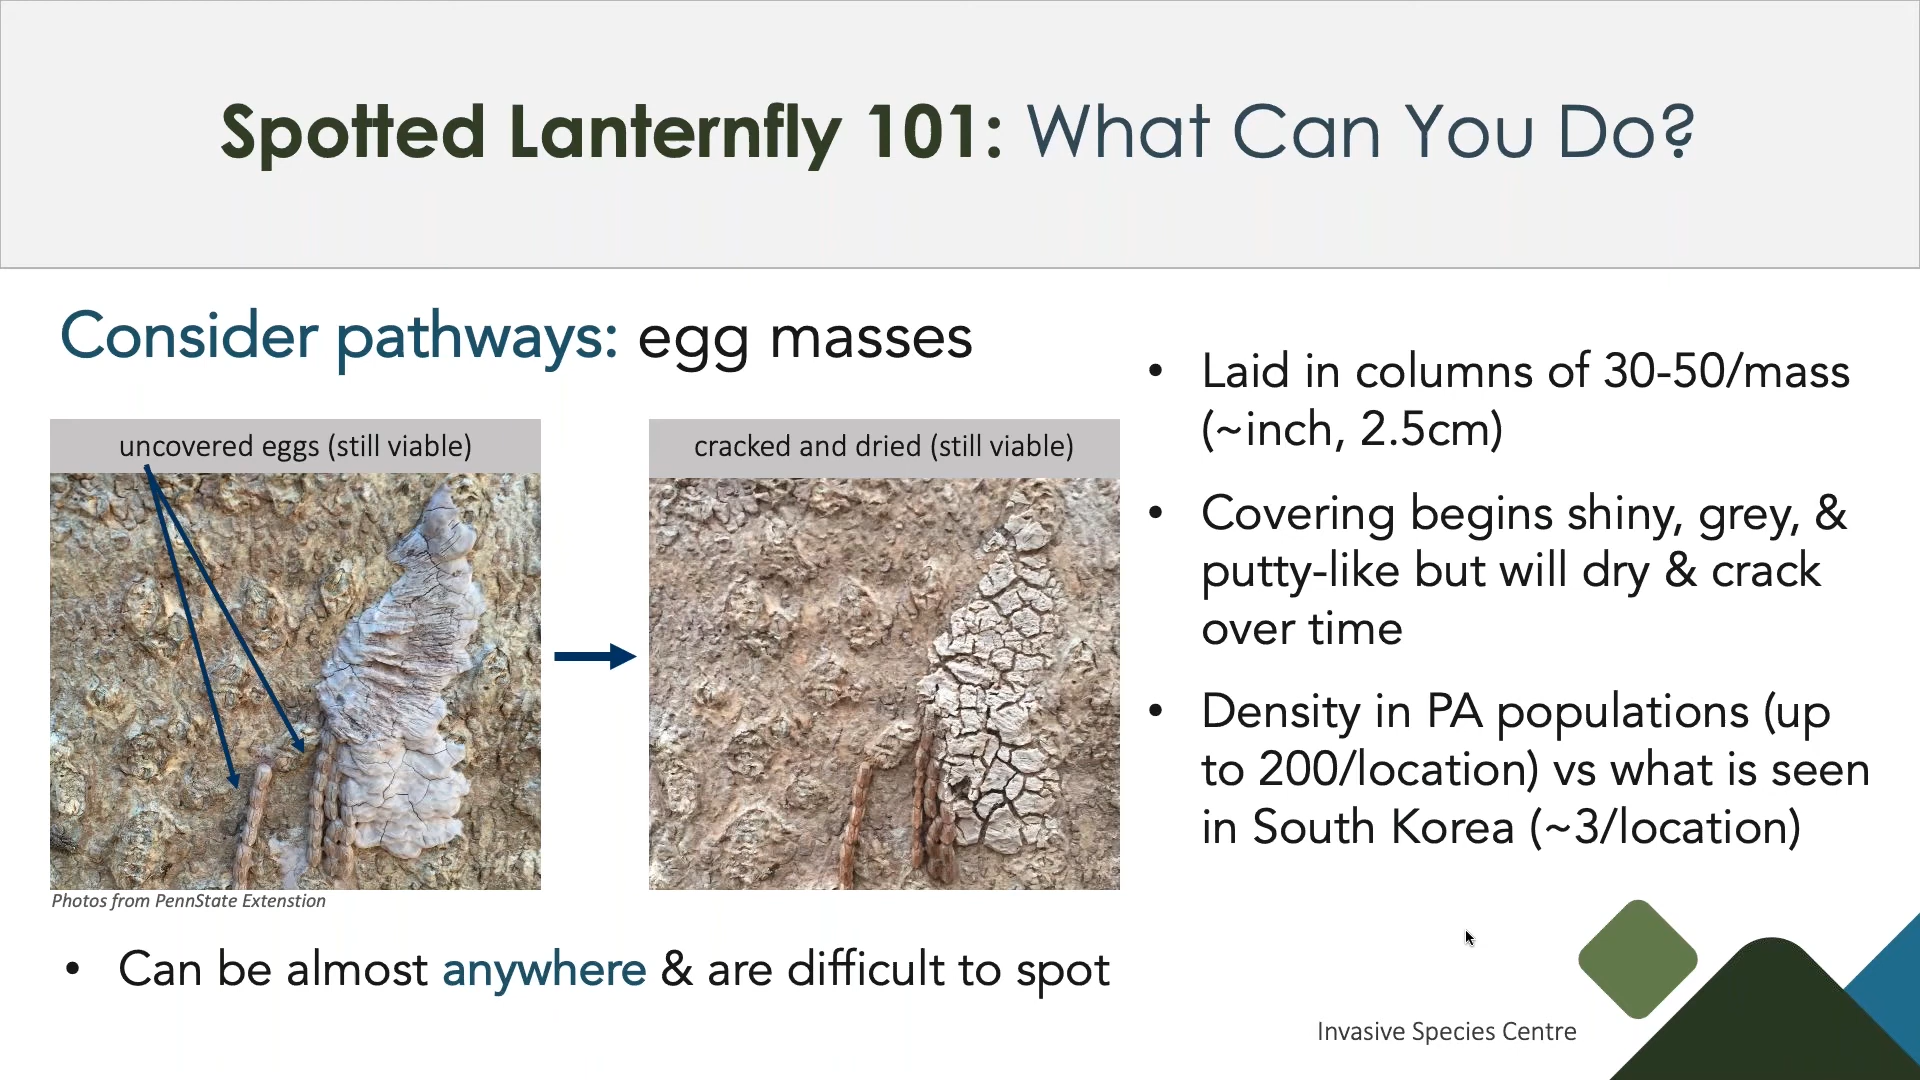 Spotted Lanternfly 101: What Can You Do?
Consider pathways: egg masses
uncovered eggs (still viable)
cracked and dried (still viable)
Photos from PennState Extenstion
• Can be almost anywhere & are difficult to spot
• Laid in columns of 30-50/mass
(~inch, 2.5cm)
• Covering begins shiny, grey, &
putty-like but will dry & crack
over time
• Density in PA populations (up
to 200/location) vs what is seen
in South Korea (~3/location)
Invasive Species Centre